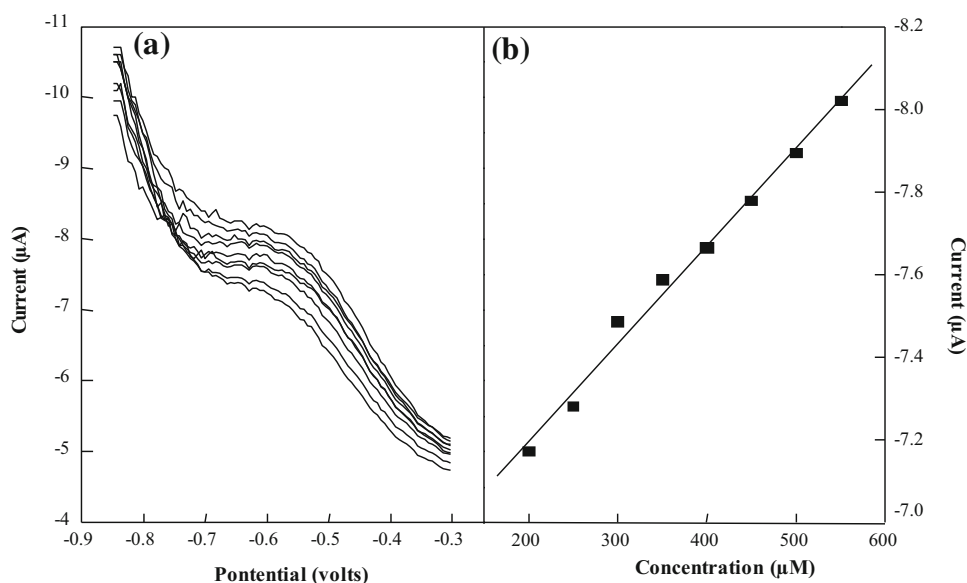 (a)
-11
-10
-9
-8
-7
-6
-5
-4
Current (µA)
-0.9 -0.8 -0.7 -0.6 -0.5 -0.4 -0.3
Pontential (volts)
(b)
-8.2
-8.0
-7.8
-7.6
-7.4
-7.2
-7.0
Currrent (µA)
200 300 400 500 600
Concentration (µM)